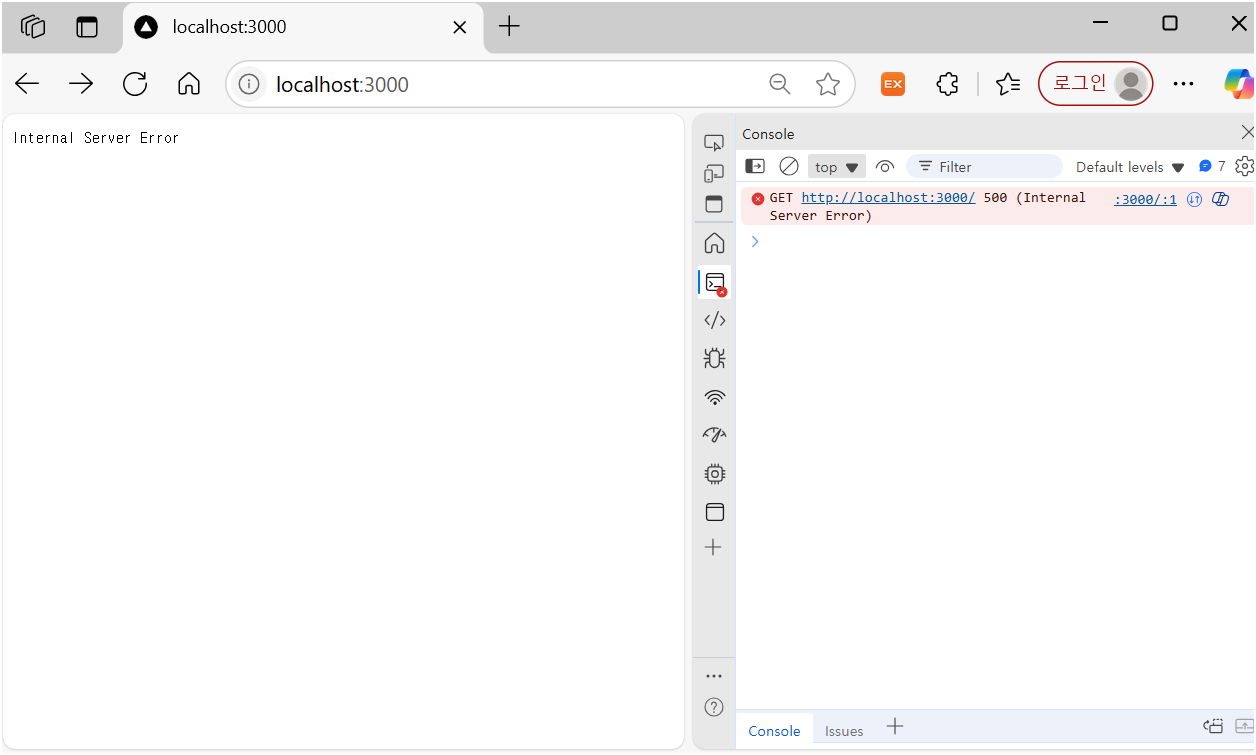 localhost:3000
localhost:3000
EX
로그인
Internal Server Error
Console
top
Filter
Default levels
7
GET http://localhost:3000/ 500 (Internal Server Error)
:3000/:1
Console
Issues